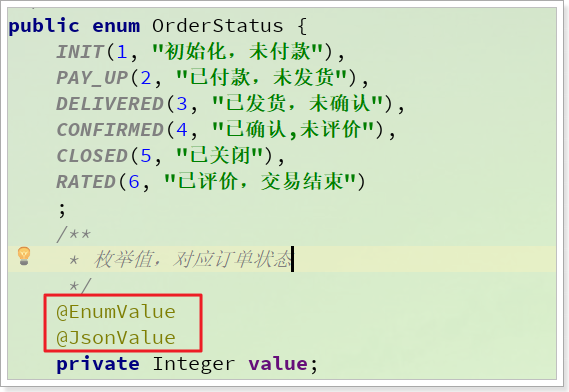 public enum OrderStatus {
INIT(1, "初始化，未付款"),
PAY_UP(2, "已付款，未发货"),
DELIVERED(3, "已发货，未确认"),
CONFIRMED(4, "已确认,未评价"),
CLOSED(5, "已关闭"),
RATED(6, "已评价，交易结束")
;
/**
* 枚举值，对应订单状态
*/
@EnumValue
@JsonValue
private Integer value;